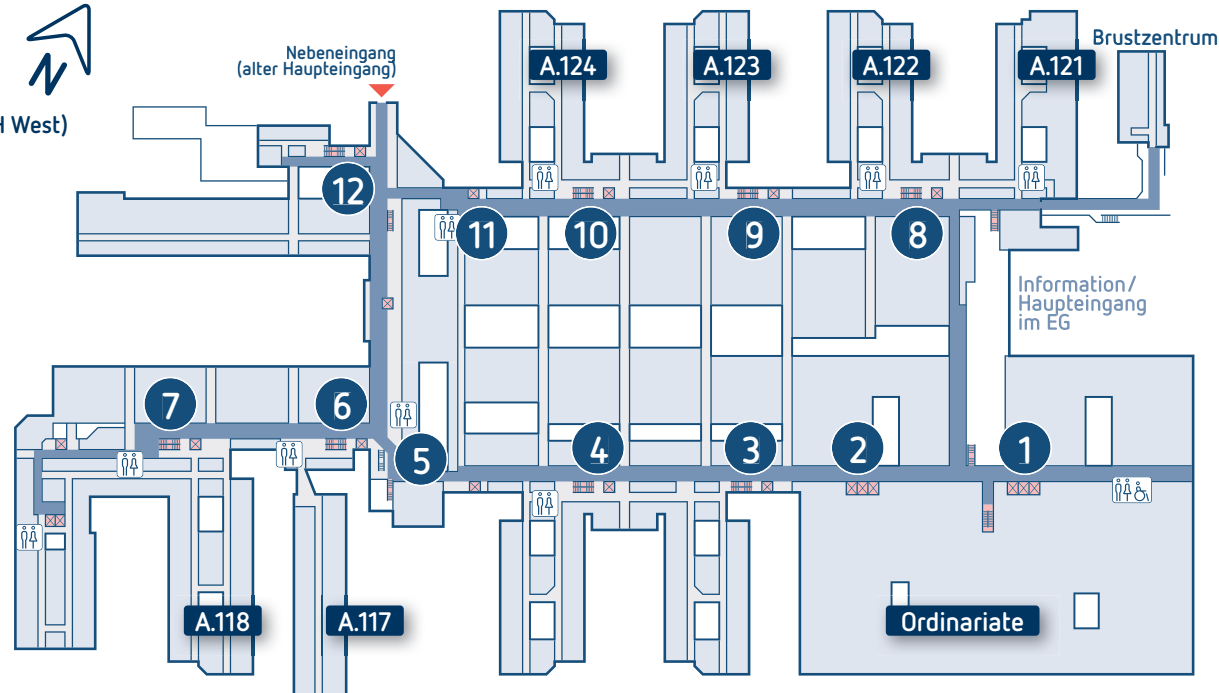 N
H West)
Nebeneingang
(alter Haupteingang)
A.124
A.123
A.122
A.121
Brustzentrum
12
11
10
9
8
Information/
Haupteingang
im EG
7
6
5
4
3
2
1
A.118
A.117
Ordinariate